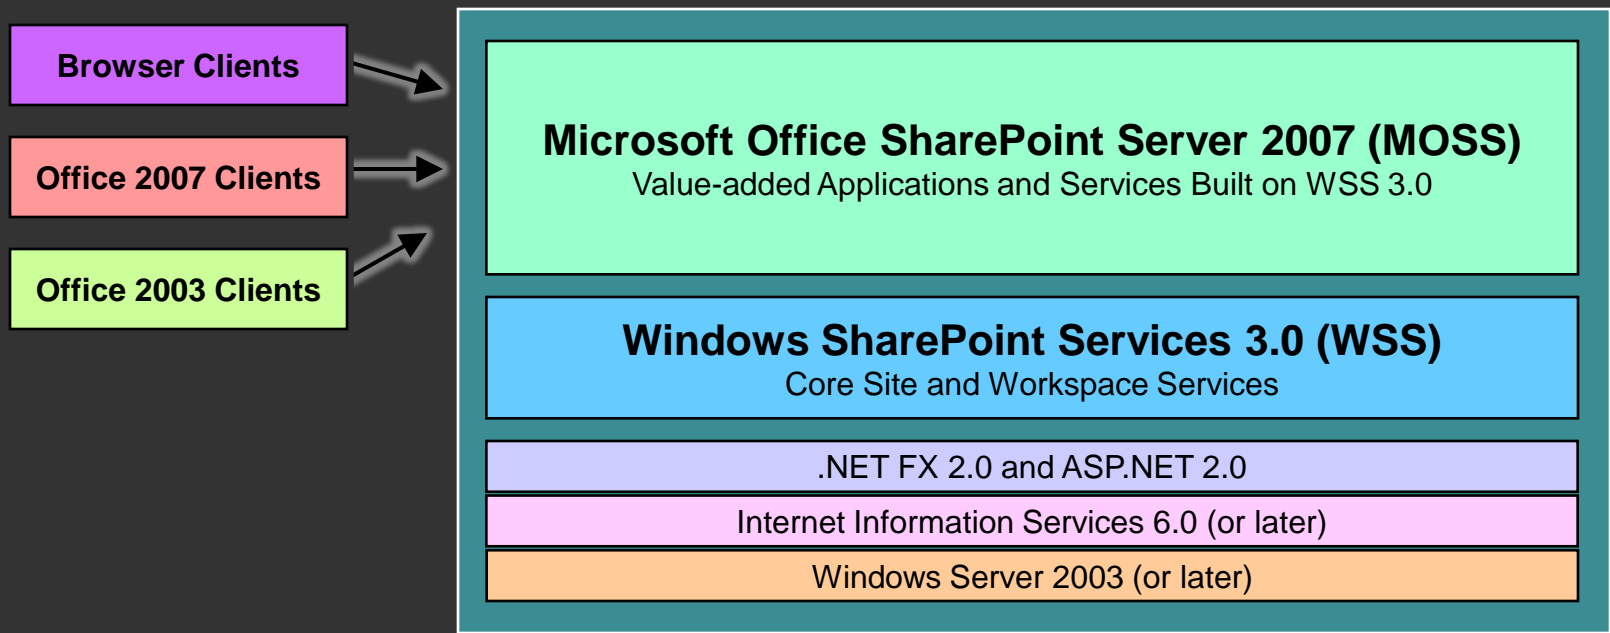 Browser Clients
Office 2007 Clients
Office 2003 Clients
Microsoft Office SharePoint Server 2007 (MOSS)
Value-added Applications and Services Built on WSS 3.0
Windows SharePoint Services 3.0 (WSS)
Core Site and Workspace Services
.NET FX 2.0 and ASP.NET 2.0
Internet Information Services 6.0 (or later)
Windows Server 2003 (or later)